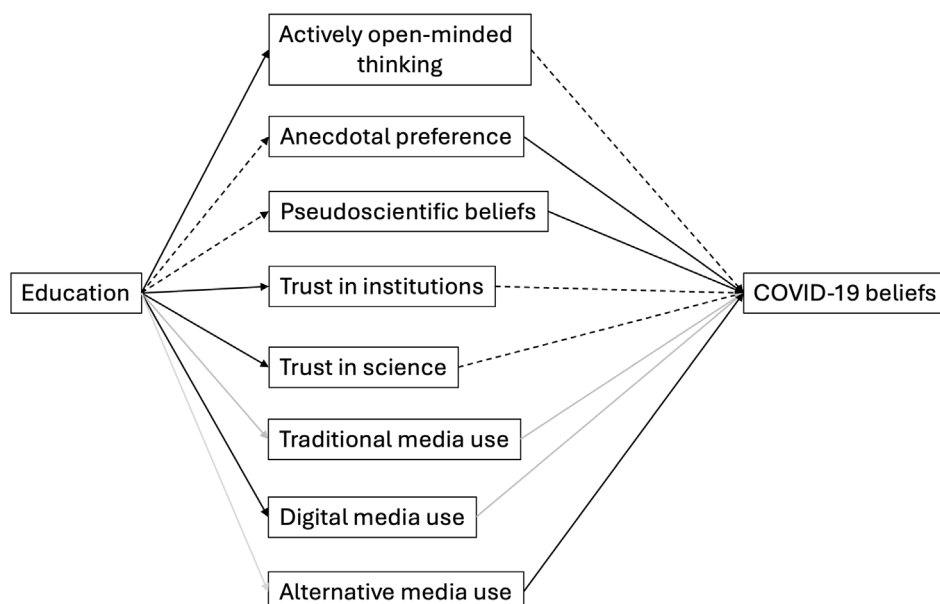 Actively open-minded
thinking
Anecdotal preference
Pseudoscientific beliefs
Education
Trust in institutions
COVID-19 beliefs
Trust in science
Traditional media use
Digital media use
Alternative media use